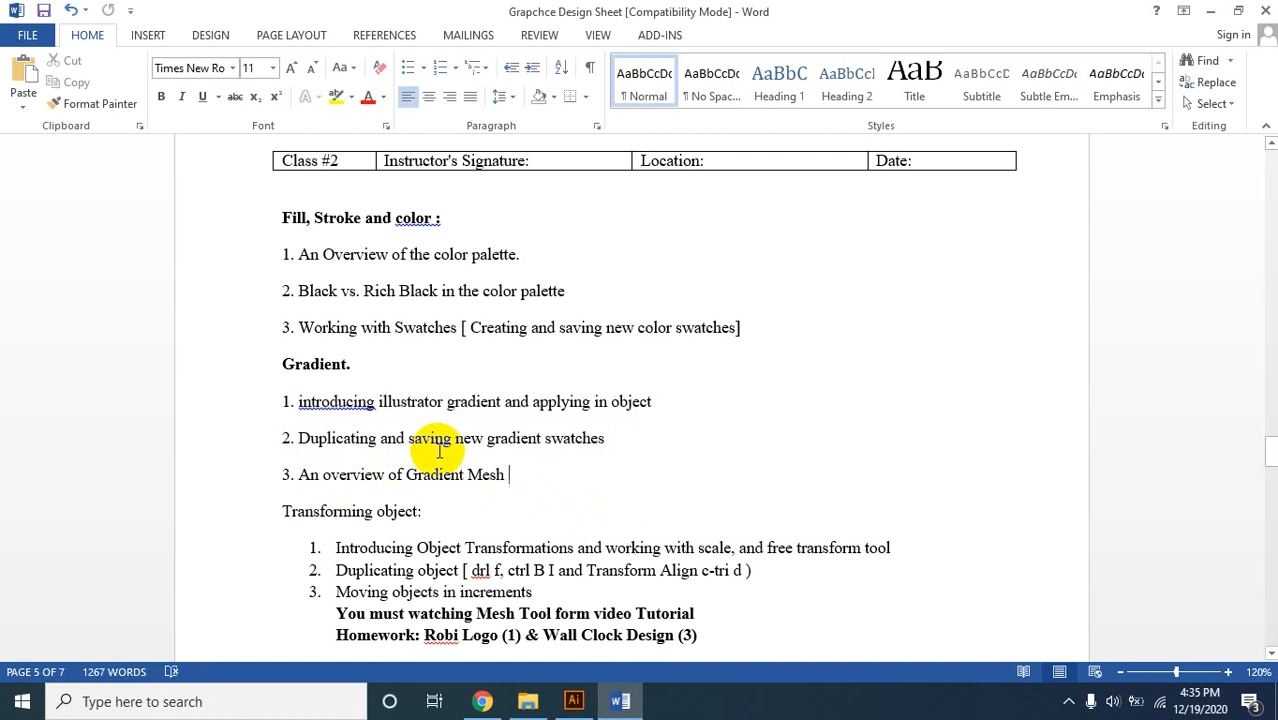 Grapchce Design Sheet [Compatibility Mode] - Word
?
Sign in
FILE HOME INSERT DESIGN PAGE LAYOUT REFERENCES MAILINGS REVIEW VIEW ADD-INS
Paste
Cut
Copy
Format Painter
Clipboard
Times New Ro 11
Aa
B I U abc x₂ x²
A A
Font
Paragraph
AaBbCcDc AaBbCcDc AaBbC AaBbCcI AaB AaBbCcD AaBbCcDc AaBbCcDc
¶ Normal ¶ No Spac... Heading 1 Heading 2 Title Subtitle Subtle Em... Emphasis
Styles
Find
Replace
Select
Editing
Class #2 Instructor's Signature: Location: Date:
Fill, Stroke and color :
1. An Overview of the color palette.
2. Black vs. Rich Black in the color palette
3. Working with Swatches [ Creating and saving new color swatches]
Gradient.
1. introducing illustrator gradient and applying in object
2. Duplicating and saving new gradient swatches
3. An overview of Gradient Mesh
Transforming object:
1. Introducing Object Transformations and working with scale, and free transform tool
2. Duplicating object [ drl f, ctrl B I and Transform Align c-tri d )
3. Moving objects in increments
You must watching Mesh Tool form video Tutorial
Homework: Robi Logo (1) & Wall Clock Design (3)
PAGE 5 OF 7 1267 WORDS 120%
Type here to search
Ai
4:35 PM
12/19/2020
3